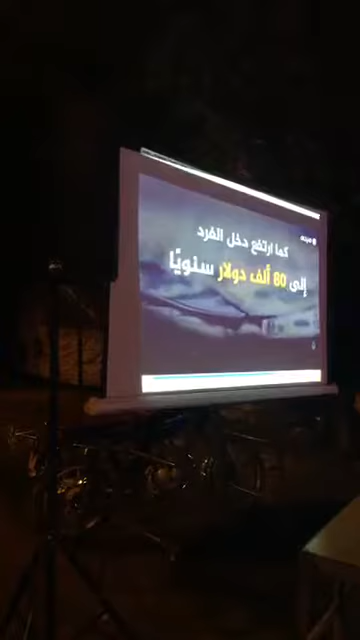 كما ارتفع دخل الفرد
إلى 80 ألف دولار سنويًا